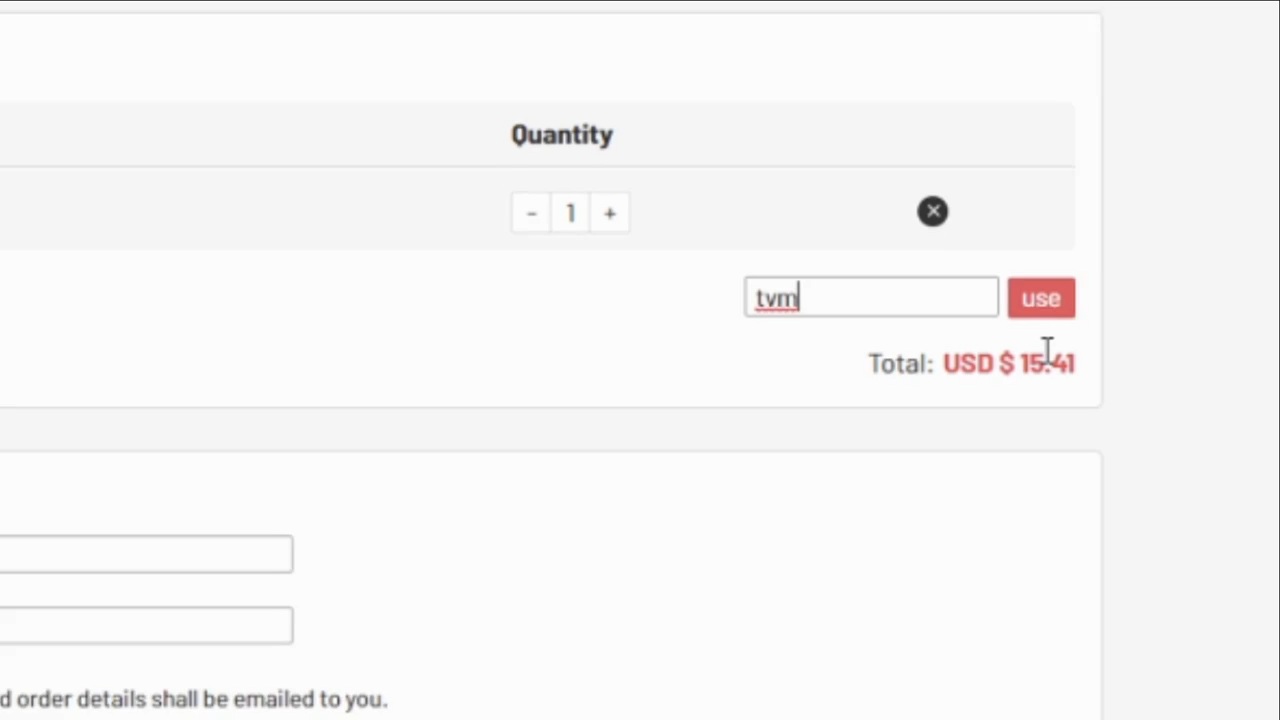 Quantity
- 1 +
tvm use
Total: USD $ 15.41
d order details shall be emailed to you.